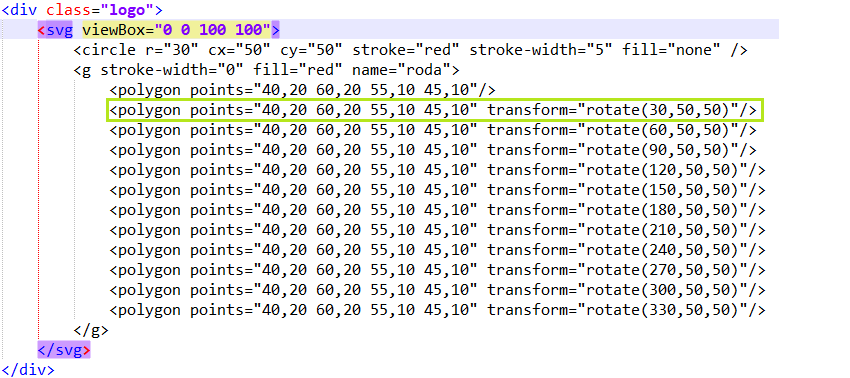 <div class="logo">
<svg viewBox="0 0 100 100">
<circle r="30" cx="50" cy="50" stroke="red" stroke-width="5" fill="none" />
<g stroke-width="0" fill="red" name="roda">
<polygon points="40,20 60,20 55,10 45,10"/>
<polygon points="40,20 60,20 55,10 45,10" transform="rotate(30,50,50)"/>
<polygon points="40,20 60,20 55,10 45,10" transform="rotate(60,50,50)"/>
<polygon points="40,20 60,20 55,10 45,10" transform="rotate(90,50,50)"/>
<polygon points="40,20 60,20 55,10 45,10" transform="rotate(120,50,50)"/>
<polygon points="40,20 60,20 55,10 45,10" transform="rotate(150,50,50)"/>
<polygon points="40,20 60,20 55,10 45,10" transform="rotate(180,50,50)"/>
<polygon points="40,20 60,20 55,10 45,10" transform="rotate(210,50,50)"/>
<polygon points="40,20 60,20 55,10 45,10" transform="rotate(240,50,50)"/>
<polygon points="40,20 60,20 55,10 45,10" transform="rotate(270,50,50)"/>
<polygon points="40,20 60,20 55,10 45,10" transform="rotate(300,50,50)"/>
<polygon points="40,20 60,20 55,10 45,10" transform="rotate(330,50,50)"/>
</g>
</svg>
</div>